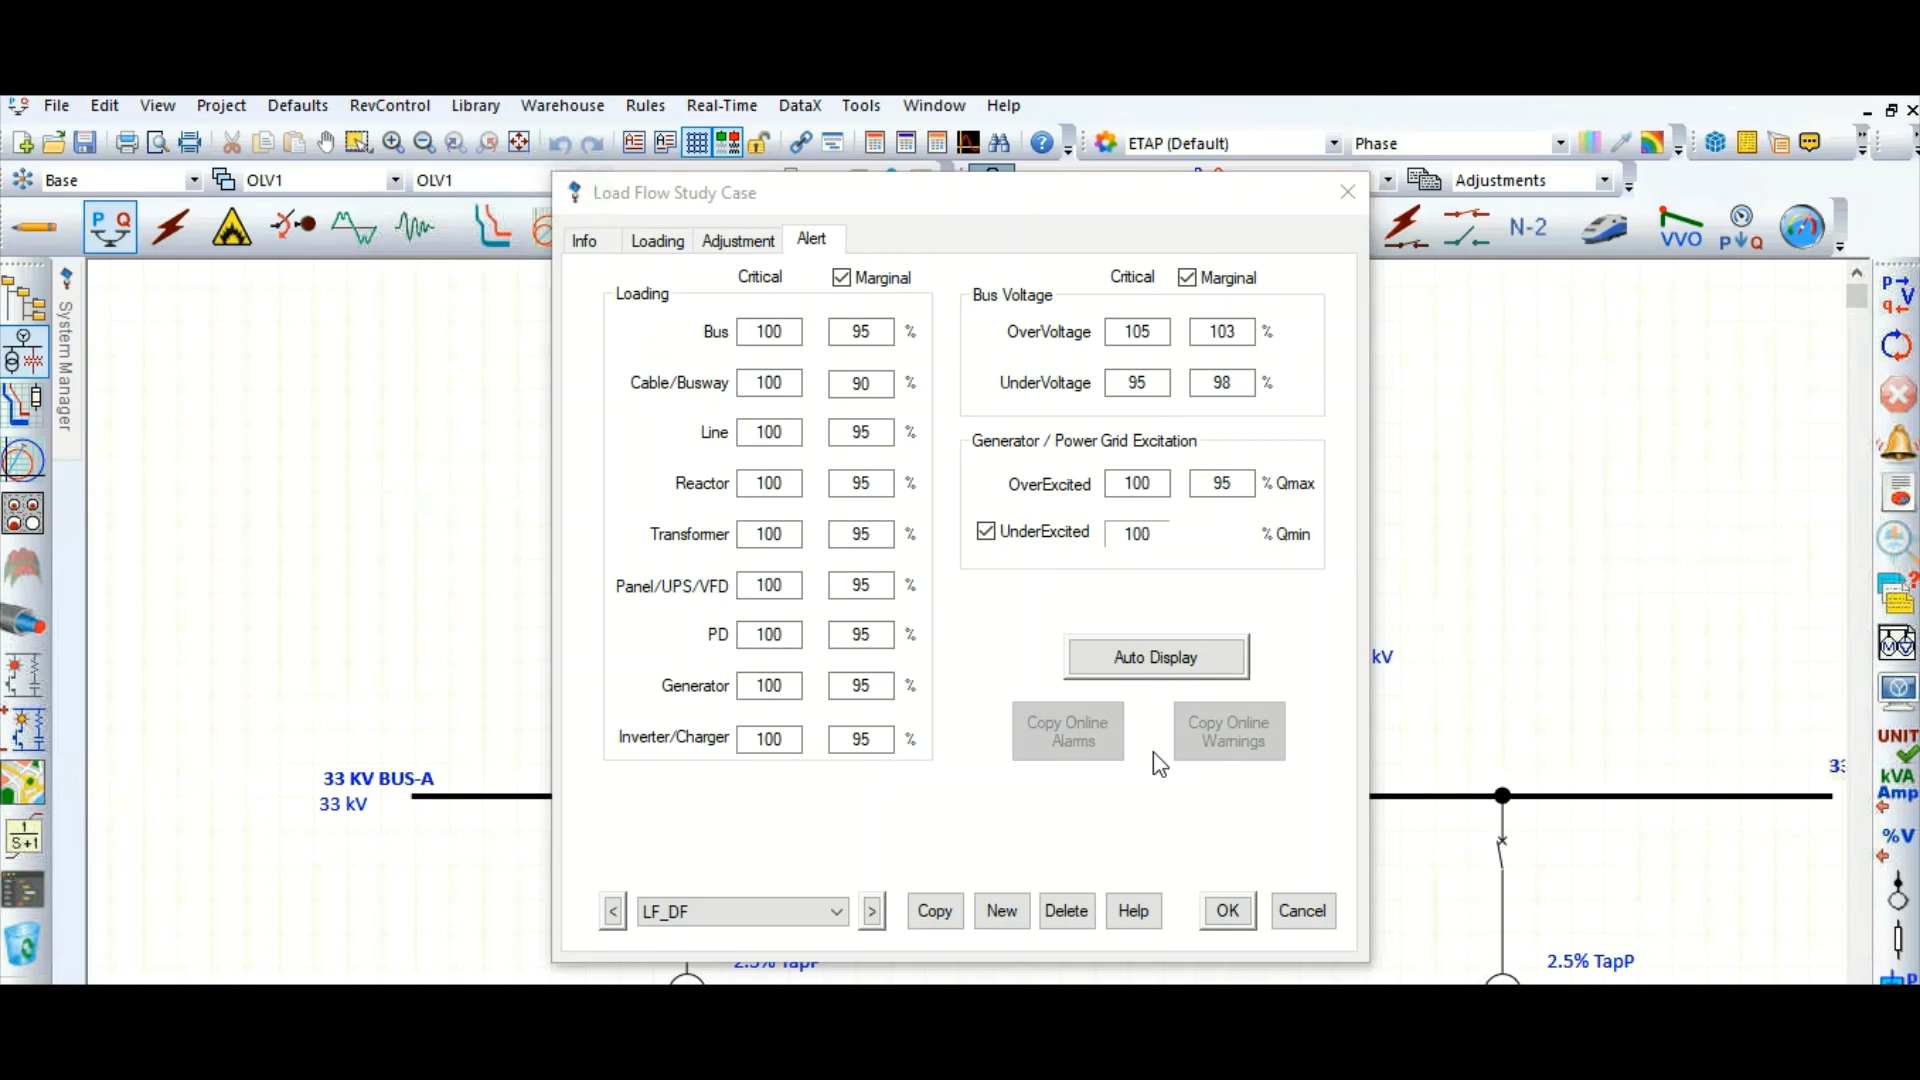 File Edit View Project Defaults RevControl Library Warehouse Rules Real-Time DataX Tools Window Help
ETAP (Default) Phase
Base OLV1 OLV1 Adjustments
P Q N-2 VVO P Q
System Manager
Load Flow Study Case
Info Loading Adjustment Alert
Critical Marginal
Loading
Bus 100 95 %
Cable/Busway 100 90 %
Line 100 95 %
Reactor 100 95 %
Transformer 100 95 %
Panel/UPS/VFD 100 95 %
PD 100 95 %
Generator 100 95 %
Inverter/Charger 100 95 %
Critical Marginal
Bus Voltage
OverVoltage 105 103 %
UnderVoltage 95 98 %
Generator / Power Grid Excitation
OverExcited 100 95 % Qmax
UnderExcited 100 % Qmin
Auto Display
Copy Online Alarms
Copy Online Warnings
< LF_DF > Copy New Delete Help OK Cancel
kV
33 KV BUS-A
33 kV
2.5% TapP
2.5% TapP
1
S+1
P V
q
UNIT
kVA
Amp
%V
P